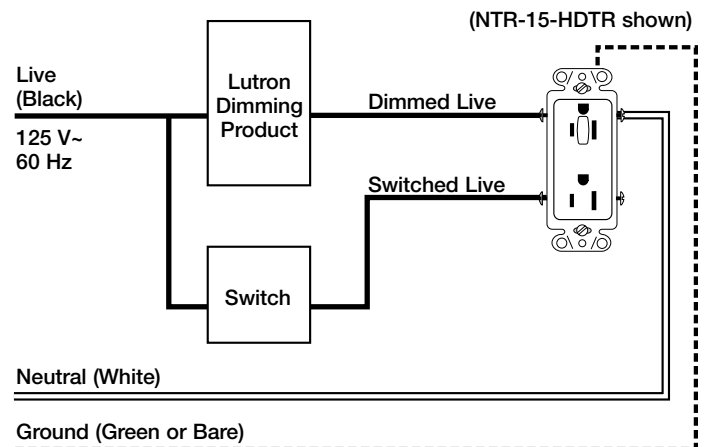 (NTR-15-HDTR shown)
Live
(Black)
125 V~
60 Hz
Lutron
Dimming
Product
Dimmed Live
Switched Live
Switch
Neutral (White)
Ground (Green or Bare)